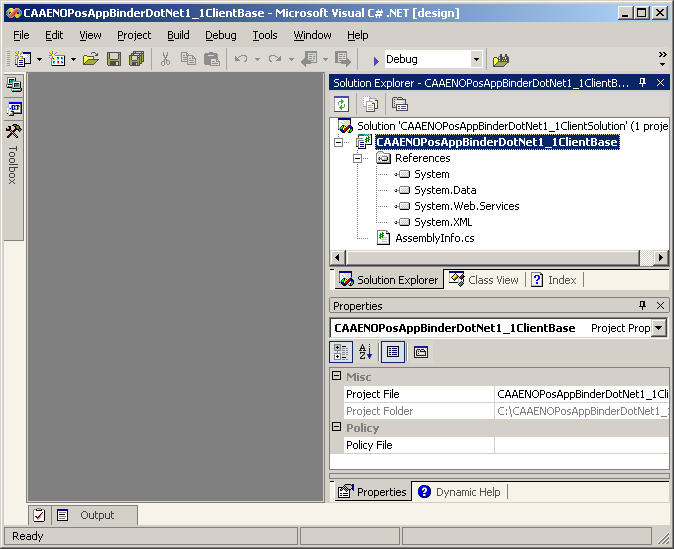 CAAENOPosAppBinderDotNet1_1ClientBase - Microsoft Visual C# .NET [design]
File Edit View Project Build Debug Tools Window Help
Debug
Toolbox
Solution Explorer - CAAENOPosAppBinderDotNet1_1ClientB...
Solution 'CAAENOPosAppBinderDotNet1_1ClientSolution' (1 proje
CAAENOPosAppBinderDotNet1_1ClientBase
References
System
System.Data
System.Web.Services
System.XML
AssemblyInfo.cs
Solution Explorer Class View Index
Properties
CAAENOPosAppBinderDotNet1_1ClientBase Project Prop
Misc
Project File CAAENOPosAppBinderDotNet1_1Cli
Project Folder C:\CAAENOPosAppBinderDotNet1_1
Policy
Policy File
Properties Dynamic Help
Output
Ready